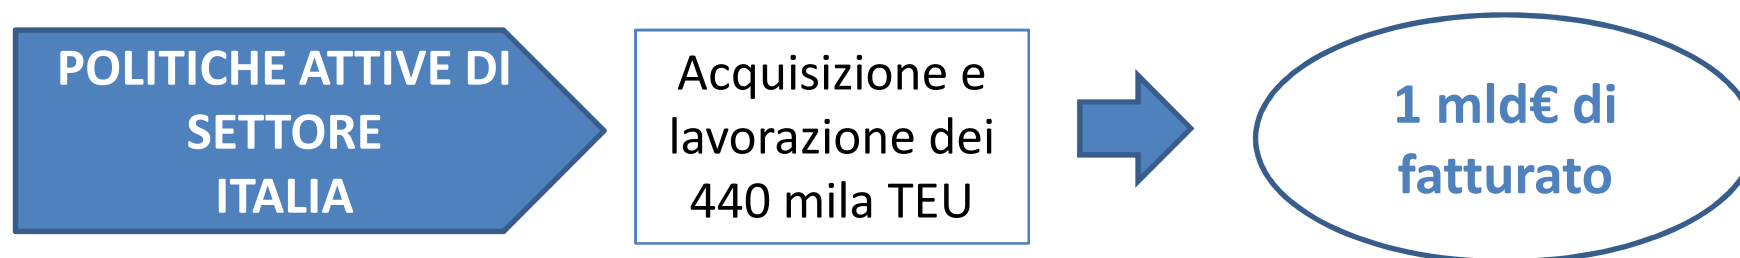 POLITICHE ATTIVE DI
SETTORE
ITALIA
Acquisizione e
lavorazione dei
440 mila TEU
1 mld€ di
fatturato